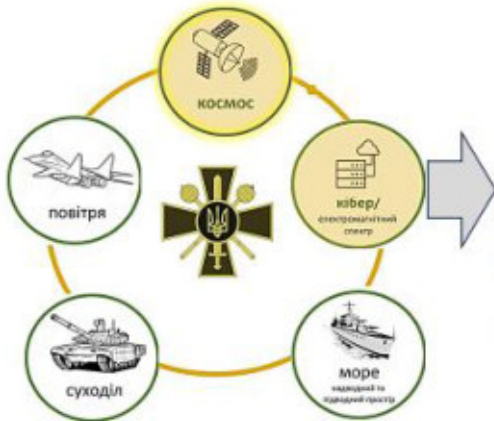 космос
кібер/
електромагнітний
спектр
море
надводний та
підводний простір
суходіл
повітря